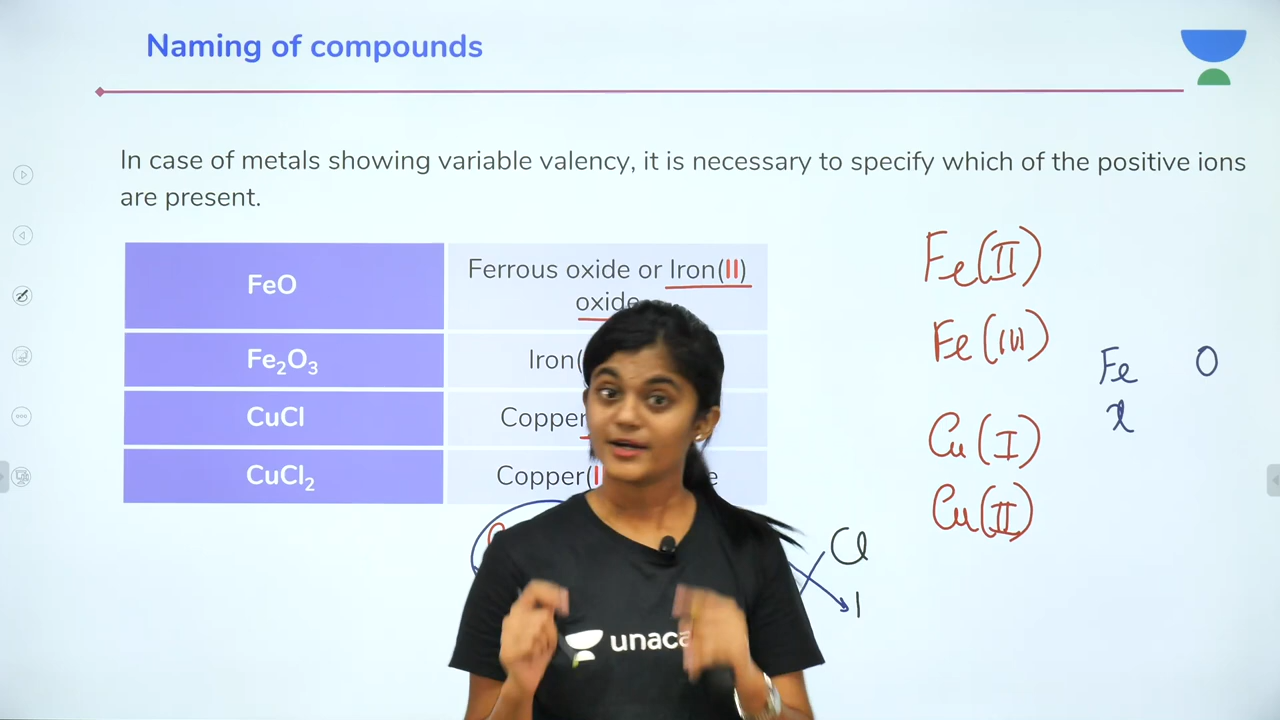 Naming of compounds
In case of metals showing variable valency, it is necessary to specify which of the positive ions
are present.
FeO
Ferrous oxide or Iron(II)
oxide
Fe₂O₃
Iron(
CuCl
Copper
CuCl₂
Copper(I
e
Fe(II)
Fe(III)
Fe O
x
Cu(I)
Cu(II)
Cl
1
unaca